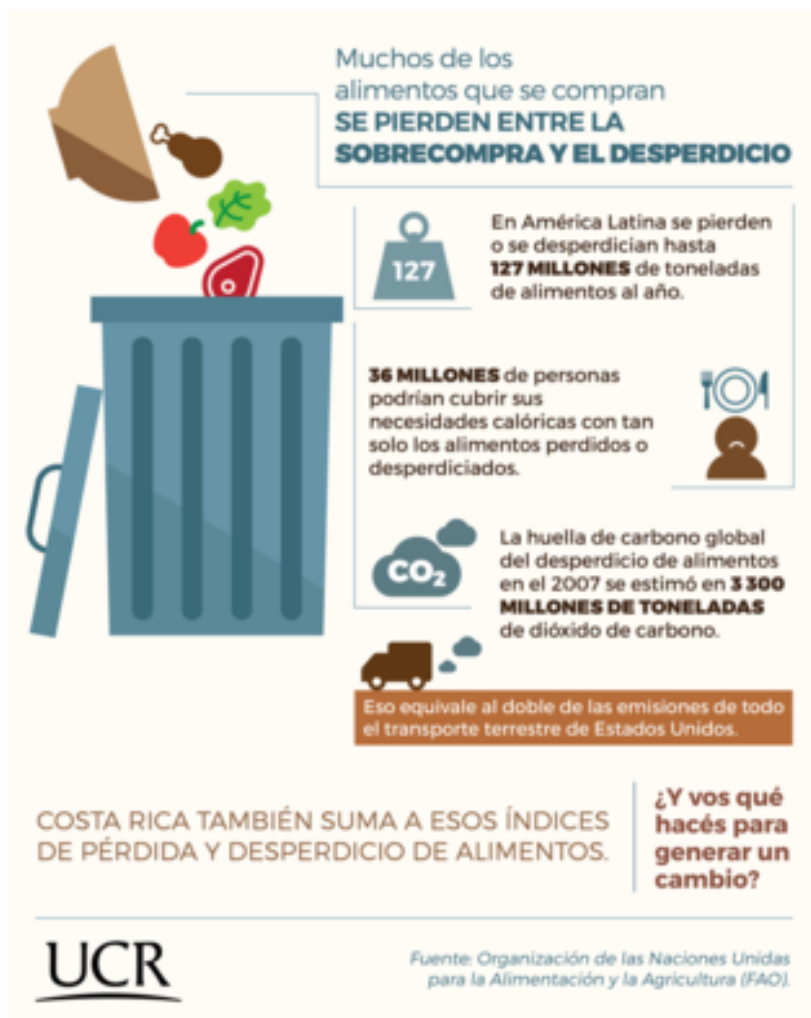 Muchos de los
alimentos que se compran
SE PIERDEN ENTRE LA
SOBRECOMPRA Y EL DESPERDICIO
127
En América Latina se pierden
o se desperdician hasta
127 MILLONES de toneladas
de alimentos al año.
36 MILLONES de personas
podrían cubrir sus
necesidades calóricas con tan
solo los alimentos perdidos o
desperdiciados.
CO₂
La huella de carbono global
del desperdicio de alimentos
en el 2007 se estimó en 3 300
MILLONES DE TONELADAS
de dióxido de carbono.
Eso equivale al doble de las emisiones de todo
el transporte terrestre de Estados Unidos.
COSTA RICA TAMBIÉN SUMA A ESOS ÍNDICES
DE PÉRDIDA Y DESPERDICIO DE ALIMENTOS.
¿Y vos qué
hacés para
generar un
cambio?
UCR
Fuente: Organización de las Naciones Unidas
para la Alimentación y la Agricultura (FAO).